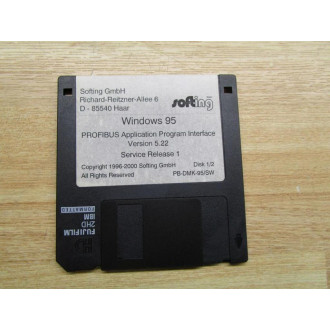 Softing GmbH
Richard-Reitzner-Allee 6
D - 85540 Haar
softing
Windows 95
PROFIBUS Application Program Interface
Version 5.22
Service Release 1
Copyright 1996-2000 Softing GmbH
Disk 1/2
All Rights Reserved
PB-DMK-95/SW
FUJIFILM
2HD
IBM
FORMATTED